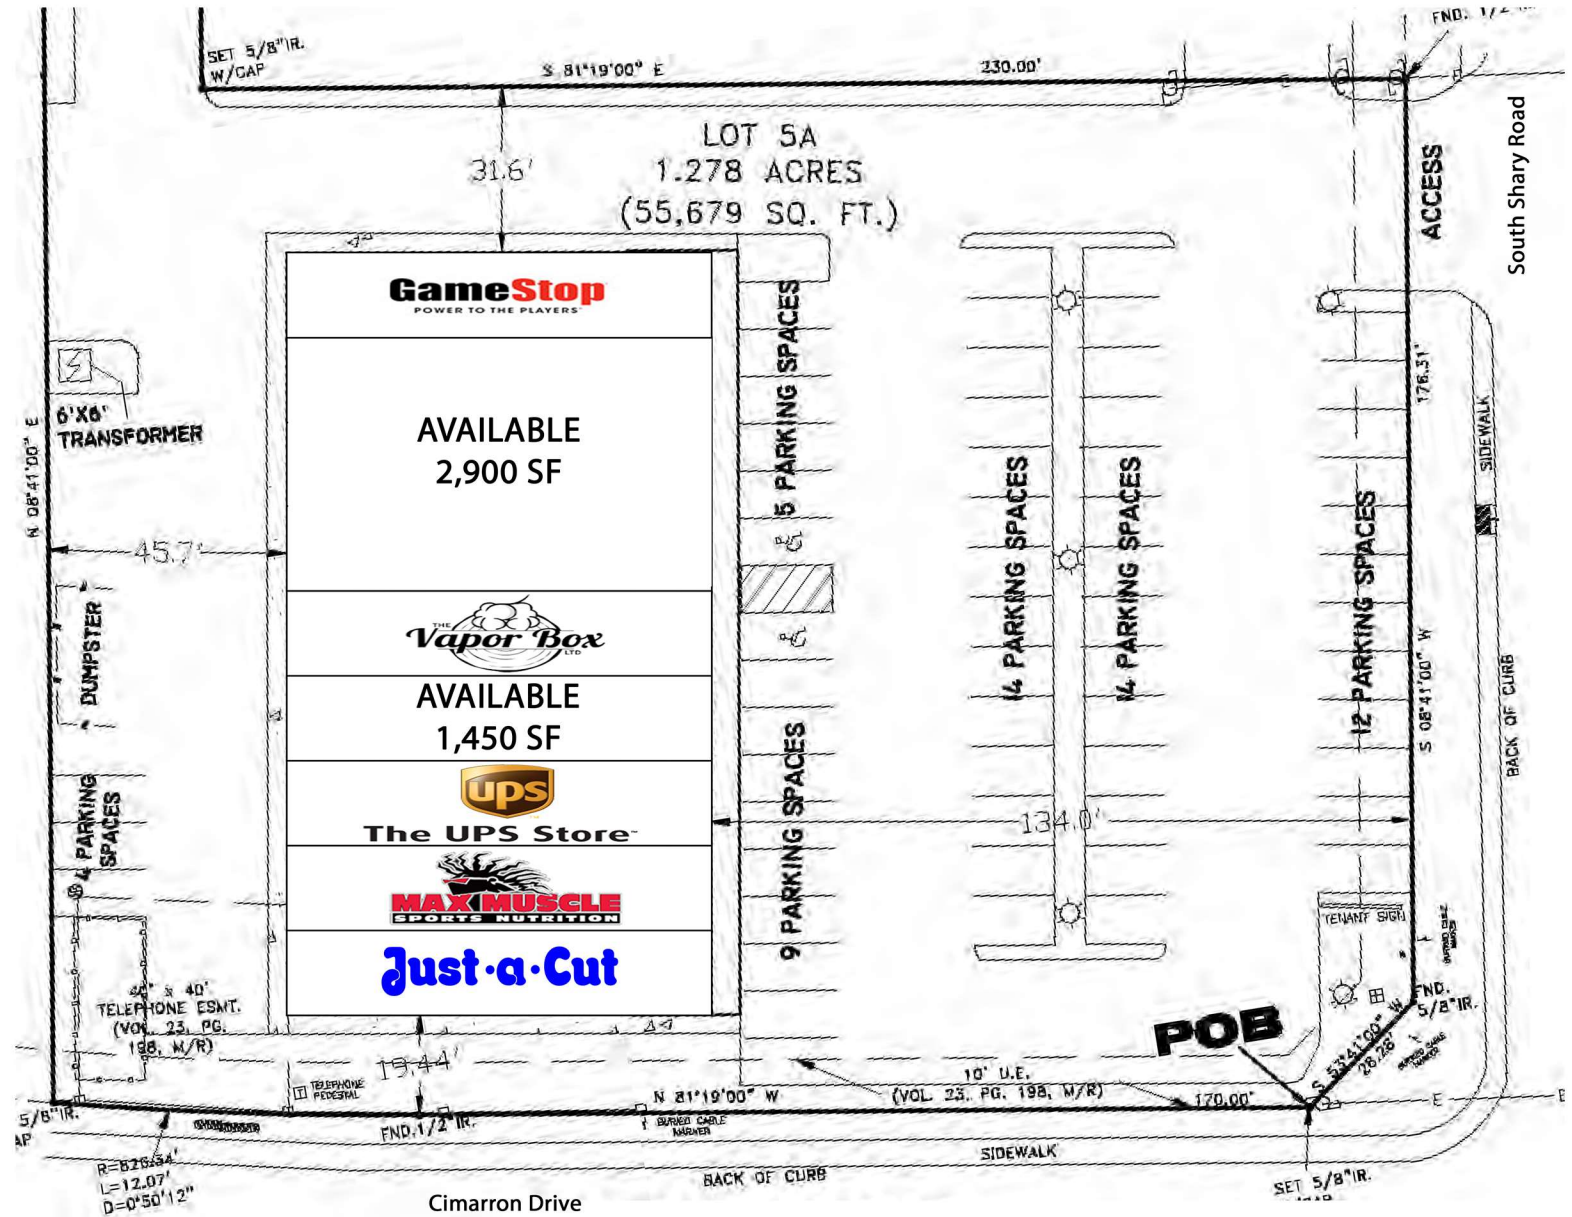 SET 5/8"IR.
W/CAP
S 81°19'00" E
230.00'
FND. 1/2"
LOT 5A
1.278 ACRES
(55,679 SQ. FT.)
31.6'
ACCESS
South Shary Road
GameStop
POWER TO THE PLAYERS
AVAILABLE
2,900 SF
THE
Vapor Box
LTD
AVAILABLE
1,450 SF
ups
The UPS Store
MAX MUSCLE
SPORTS NUTRITION
Just·a·Cut
6'X6'
TRANSFORMER
N 08°41'00" E
45.7'
DUMPSTER
4 PARKING
SPACES
40'
TELEPHONE ESMT.
(VOL. 23, PG.
198, M/R)
5 PARKING SPACES
9 PARKING SPACES
14 PARKING SPACES
14 PARKING SPACES
12 PARKING SPACES
134.0'
176.31'
S 08°41'00" W
SIDEWALK
BACK OF CURB
TENANT SIGN
FND.
5/8"IR.
S 53°41'00" W
28.28'
POB
19.44'
TELEPHONE
PEDESTAL
10' U.E.
(VOL. 23, PG. 198, M/R)
N 81°19'00" W
170.00'
E
5/8"IR.
AP
FND.1/2"IR.
BURIED CABLE
MARKER
SIDEWALK
BACK OF CURB
R=826.34'
L=12.07'
D=0°50'12"
SET 5/8"IR.
Cimarron Drive